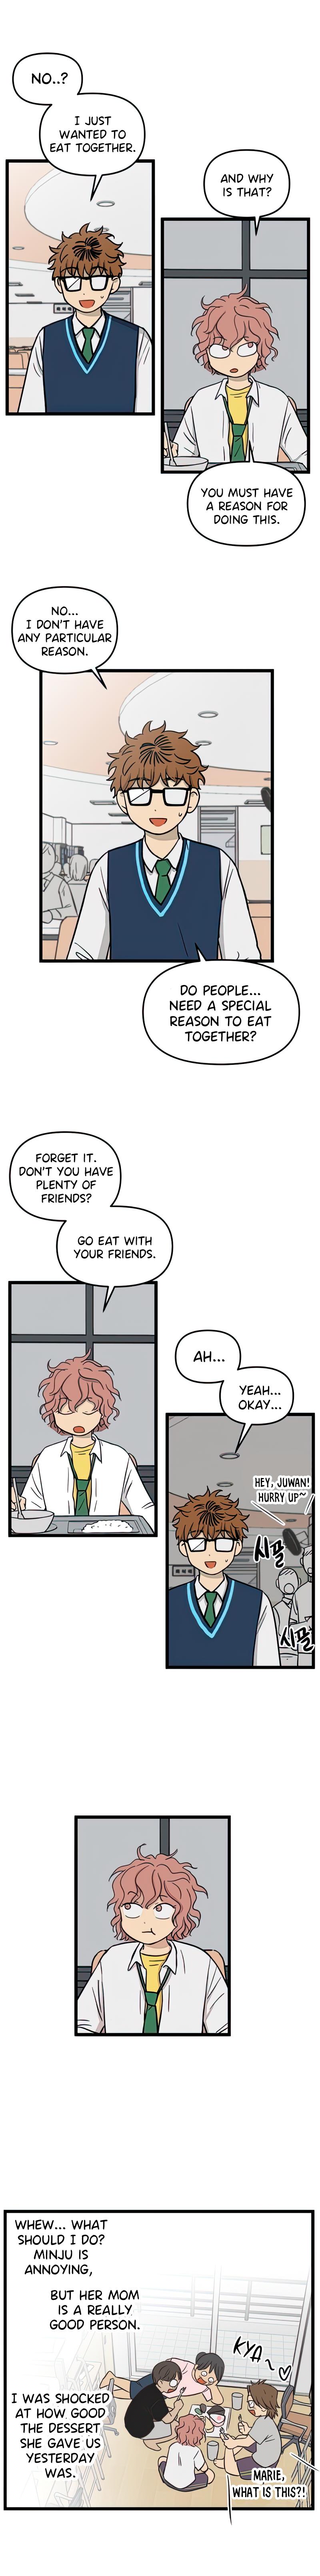 NO..?
I JUST
WANTED TO
EAT TOGETHER.
AND WHY
IS THAT?
YOU MUST HAVE
A REASON FOR
DOING THIS.
NO...
I DON'T HAVE
ANY PARTICULAR
REASON.
DO PEOPLE...
NEED A SPECIAL
REASON TO EAT
TOGETHER?
FORGET IT.
DON'T YOU HAVE
PLENTY OF
FRIENDS?
GO EAT WITH
YOUR FRIENDS.
AH...
YEAH...
OKAY...
HEY, JUWAN!
HURRY UP~
시끌
시끌
WHEW... WHAT
SHOULD I DO?
MINJU IS
ANNOYING,
BUT HER MOM
IS A REALLY
GOOD PERSON.
KYA~♡
I WAS SHOCKED
AT HOW GOOD
THE DESSERT
SHE GAVE US
YESTERDAY
WAS.
MARIE,
WHAT IS THIS?!